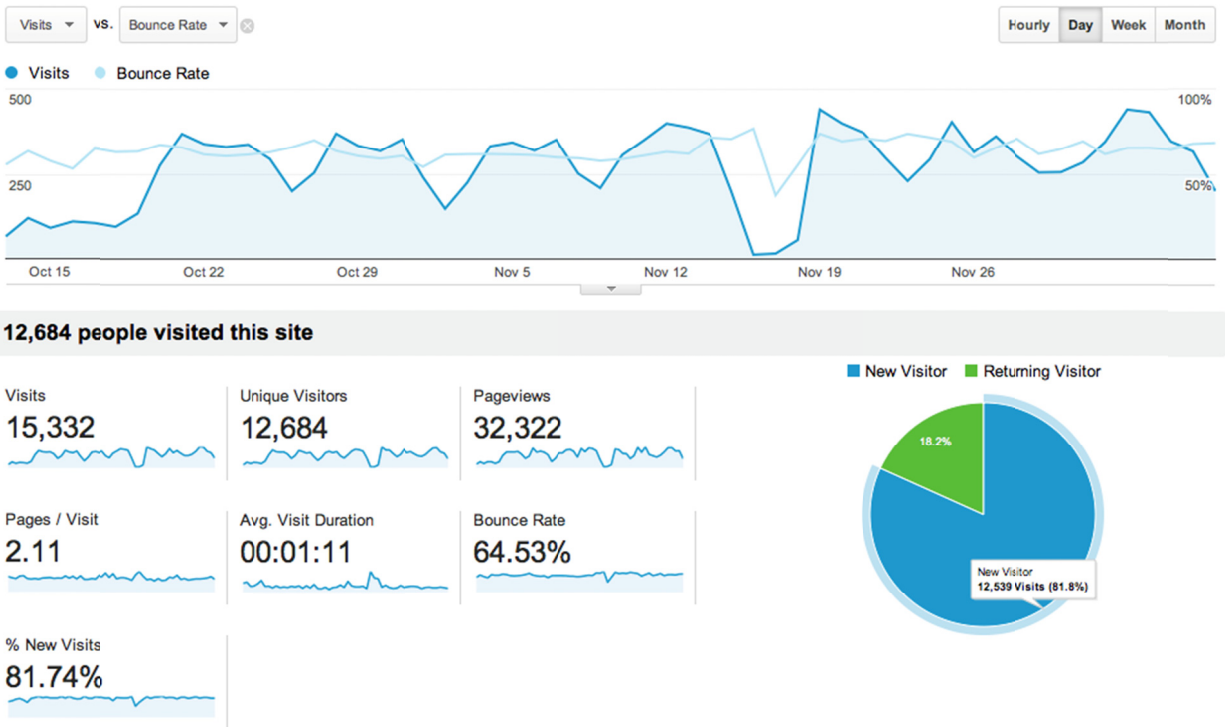 Visits vs. Bounce Rate Hourly Day Week Month
Visits Bounce Rate
500 100%
250 50%
Oct 15 Oct 22 Oct 29 Nov 5 Nov 12 Nov 19 Nov 26
12,684 people visited this site
New Visitor Returning Visitor
Visits Unique Visitors Pageviews
15,332 12,684 32,322
18.2%
Pages / Visit Avg. Visit Duration Bounce Rate
2.11 00:01:11 64.53%
New Visitor
12,539 Visits (81.8%)
% New Visits
81.74%